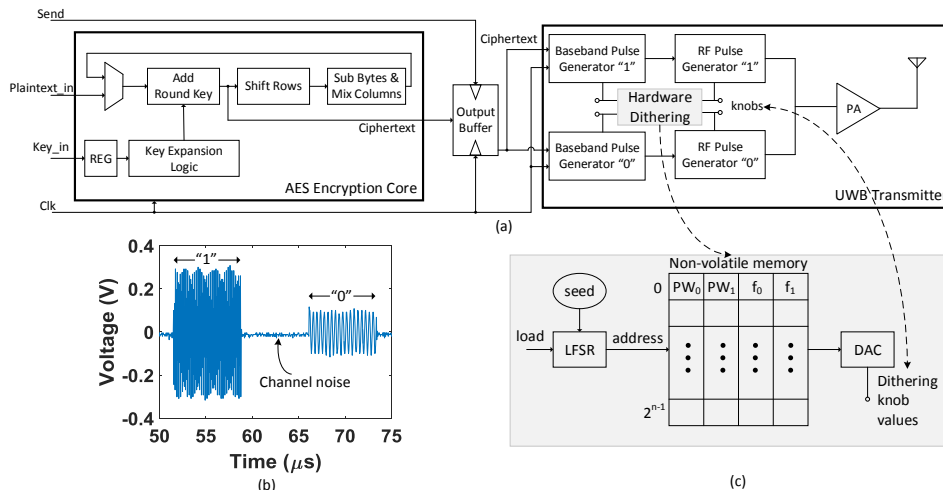 Send
Plaintext_in
Key_in
Clk
Add
Round Key
Shift Rows
Sub Bytes &
Mix Columns
REG
Key Expansion
Logic
Ciphertext
AES Encryption Core
Output
Buffer
Ciphertext
Baseband Pulse
Generator “1”
RF Pulse
Generator “1”
Hardware
Dithering
knobs
Baseband Pulse
Generator “0”
RF Pulse
Generator “0”
PA
UWB Transmitter
(a)
Voltage (V)
0.4
0.2
0
-0.2
-0.4
“1”
“0”
Channel noise
50
55
60
65
70
75
Time (μs)
(b)
Non-volatile memory
seed
load
LFSR
address
0
PW0
PW1
f0
f1
2n-1
DAC
Dithering
knob
values
(c)